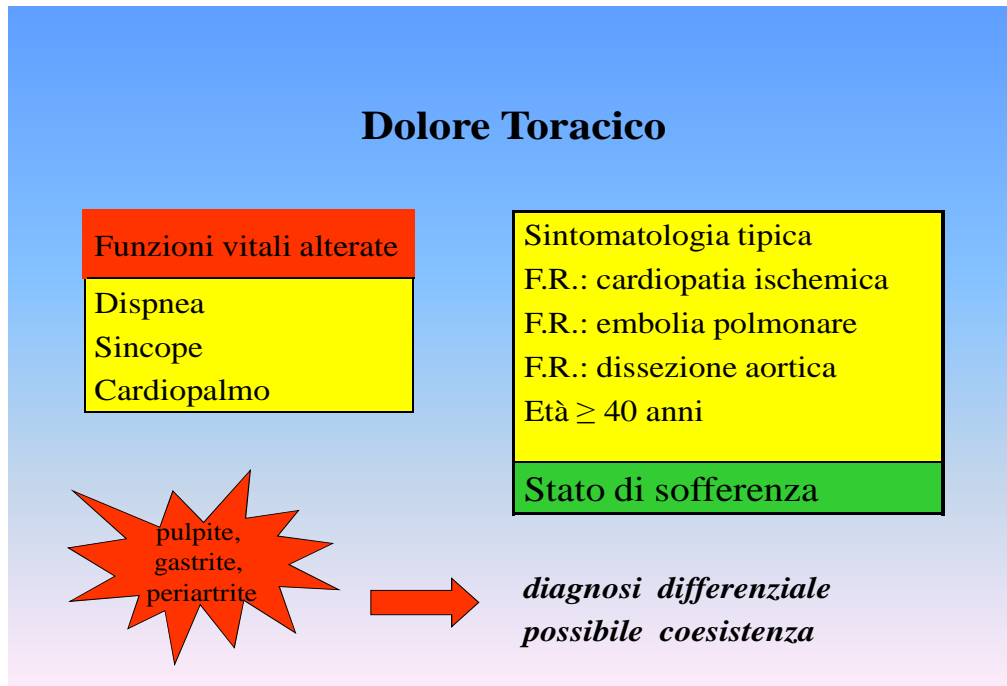 Dolore Toracico
Funzioni vitali alterate
Dispnea
Sincope
Cardiopalmo
Sintomatologia tipica
F.R.: cardiopatia ischemica
F.R.: embolia polmonare
F.R.: dissezione aortica
Età ≥ 40 anni
Stato di sofferenza
pulpite,
gastrite,
periartrite
diagnosi differenziale
possibile coesistenza